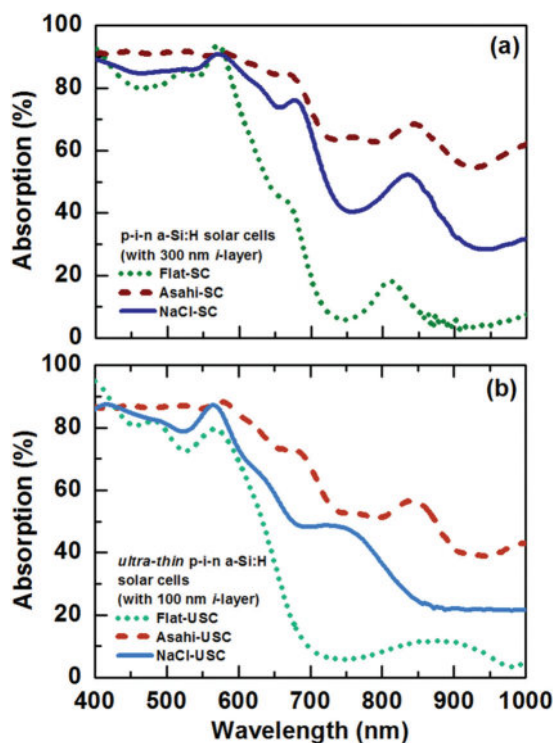 100
(a)
80
60
40
20
0
Absorption (%)
p-i-n a-Si:H solar cells
(with 300 nm i-layer)
Flat-SC
Asahi-SC
NaCl-SC
100
(b)
80
60
40
20
0
Absorption (%)
ultra-thin p-i-n a-Si:H
solar cells
(with 100 nm i-layer)
Flat-USC
Asahi-USC
NaCl-USC
400 500 600 700 800 900 1000
Wavelength (nm)